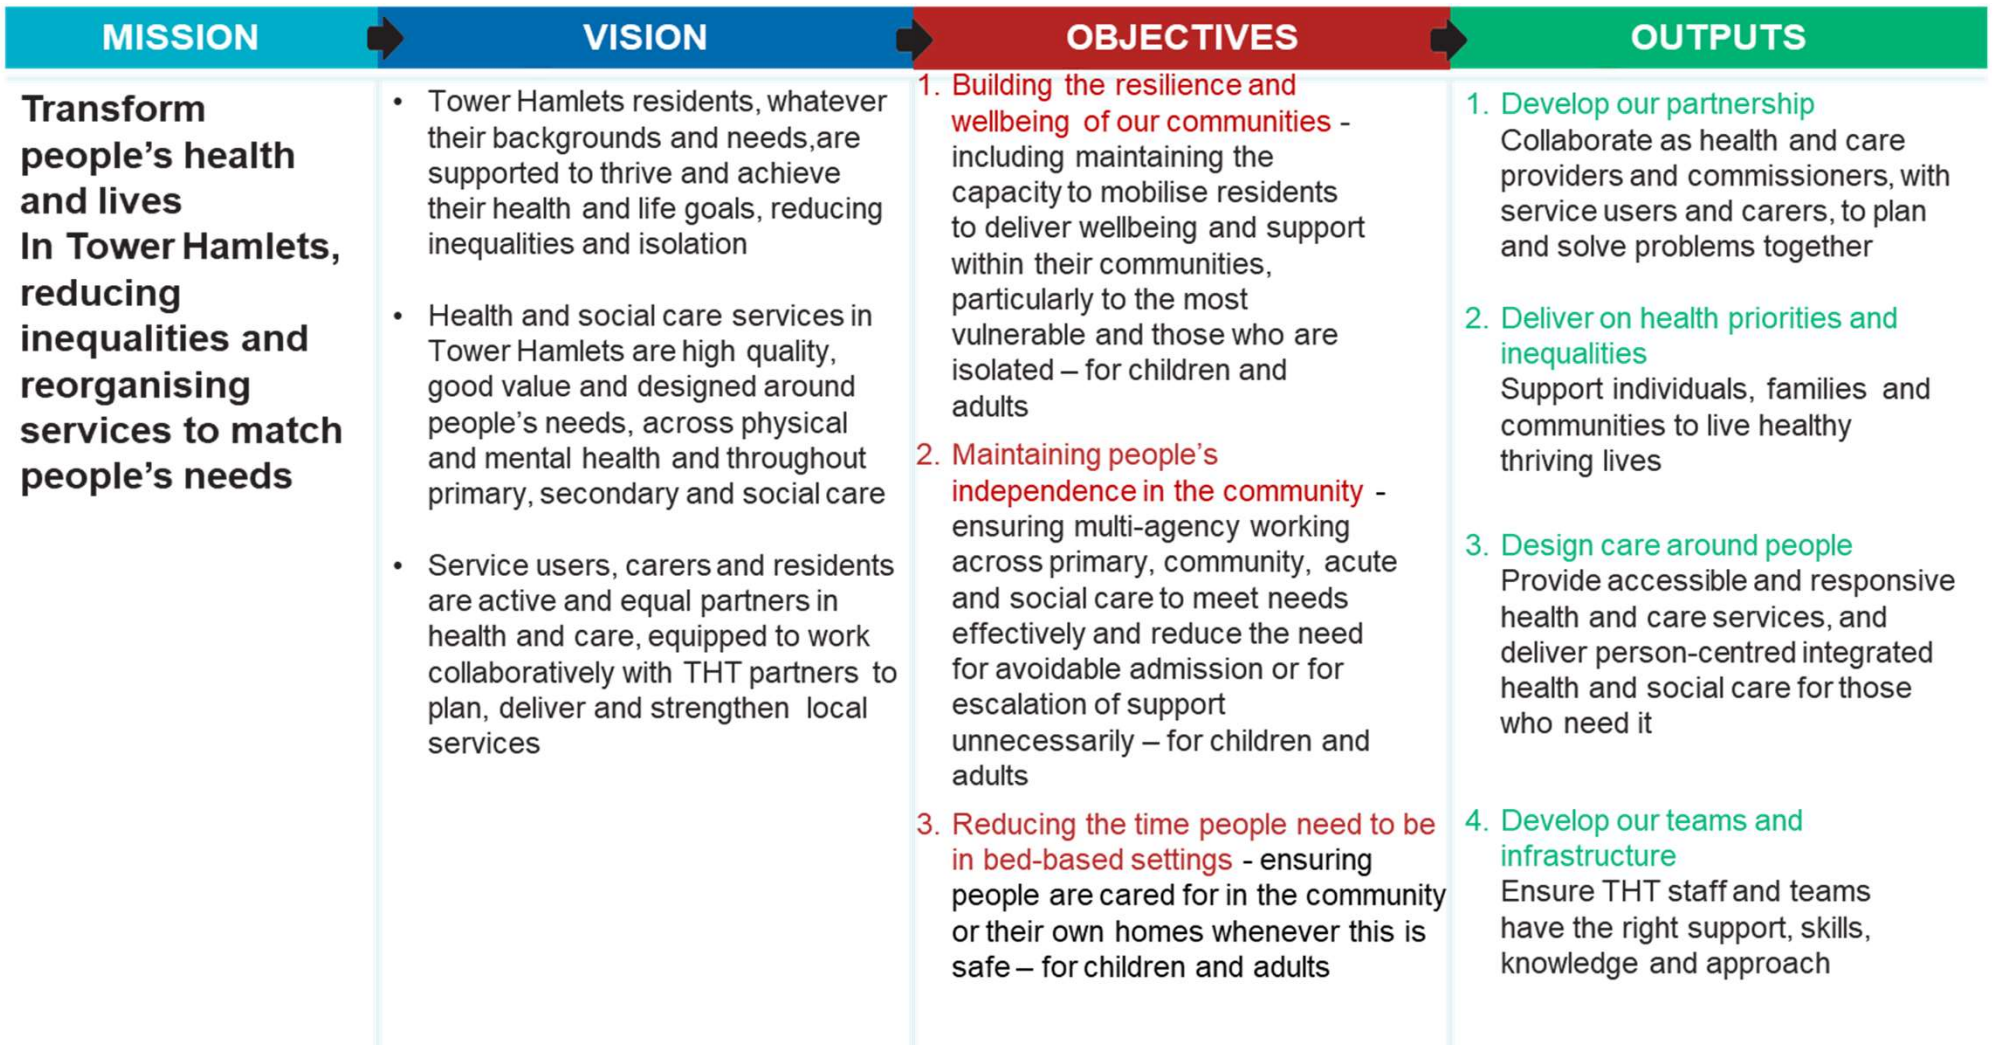 MISSION
VISION
OBJECTIVES
OUTPUTS
Transform
people’s health
and lives
In Tower Hamlets,
reducing
inequalities and
reorganising
services to match
people’s needs
• Tower Hamlets residents, whatever
their backgrounds and needs,are
supported to thrive and achieve
their health and life goals, reducing
inequalities and isolation
• Health and social care services in
Tower Hamlets are high quality,
good value and designed around
people’s needs, across physical
and mental health and throughout
primary, secondary and social care
• Service users, carers and residents
are active and equal partners in
health and care, equipped to work
collaboratively with THT partners to
plan, deliver and strengthen local
services
1. Building the resilience and
wellbeing of our communities -
including maintaining the
capacity to mobilise residents
to deliver wellbeing and support
within their communities,
particularly to the most
vulnerable and those who are
isolated – for children and
adults
2. Maintaining people’s
independence in the community -
ensuring multi-agency working
across primary, community, acute
and social care to meet needs
effectively and reduce the need
for avoidable admission or for
escalation of support
unnecessarily – for children and
adults
3. Reducing the time people need to be
in bed-based settings - ensuring
people are cared for in the community
or their own homes whenever this is
safe – for children and adults
1. Develop our partnership
Collaborate as health and care
providers and commissioners, with
service users and carers, to plan
and solve problems together
2. Deliver on health priorities and
inequalities
Support individuals, families and
communities to live healthy
thriving lives
3. Design care around people
Provide accessible and responsive
health and care services, and
deliver person-centred integrated
health and social care for those
who need it
4. Develop our teams and
infrastructure
Ensure THT staff and teams
have the right support, skills,
knowledge and approach